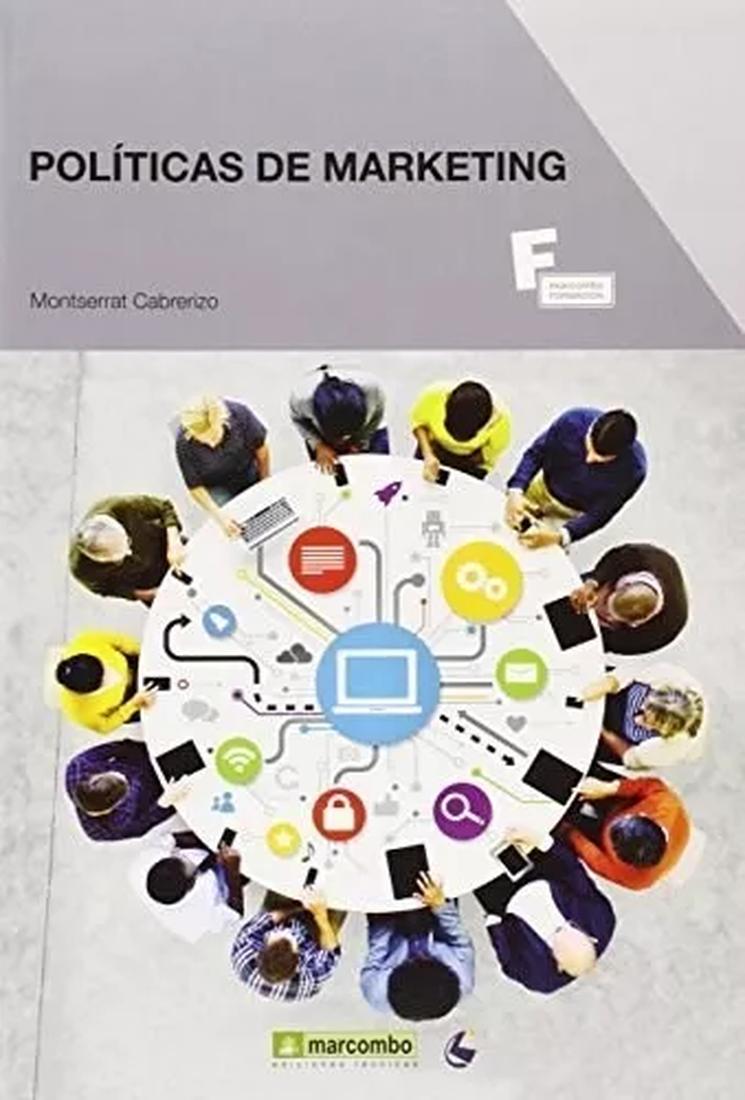 POLÍTICAS DE MARKETING
F
MARCOMBO
FORMACIÓN
Montserrat Cabrerizo
marcombo
ediciones técnicas